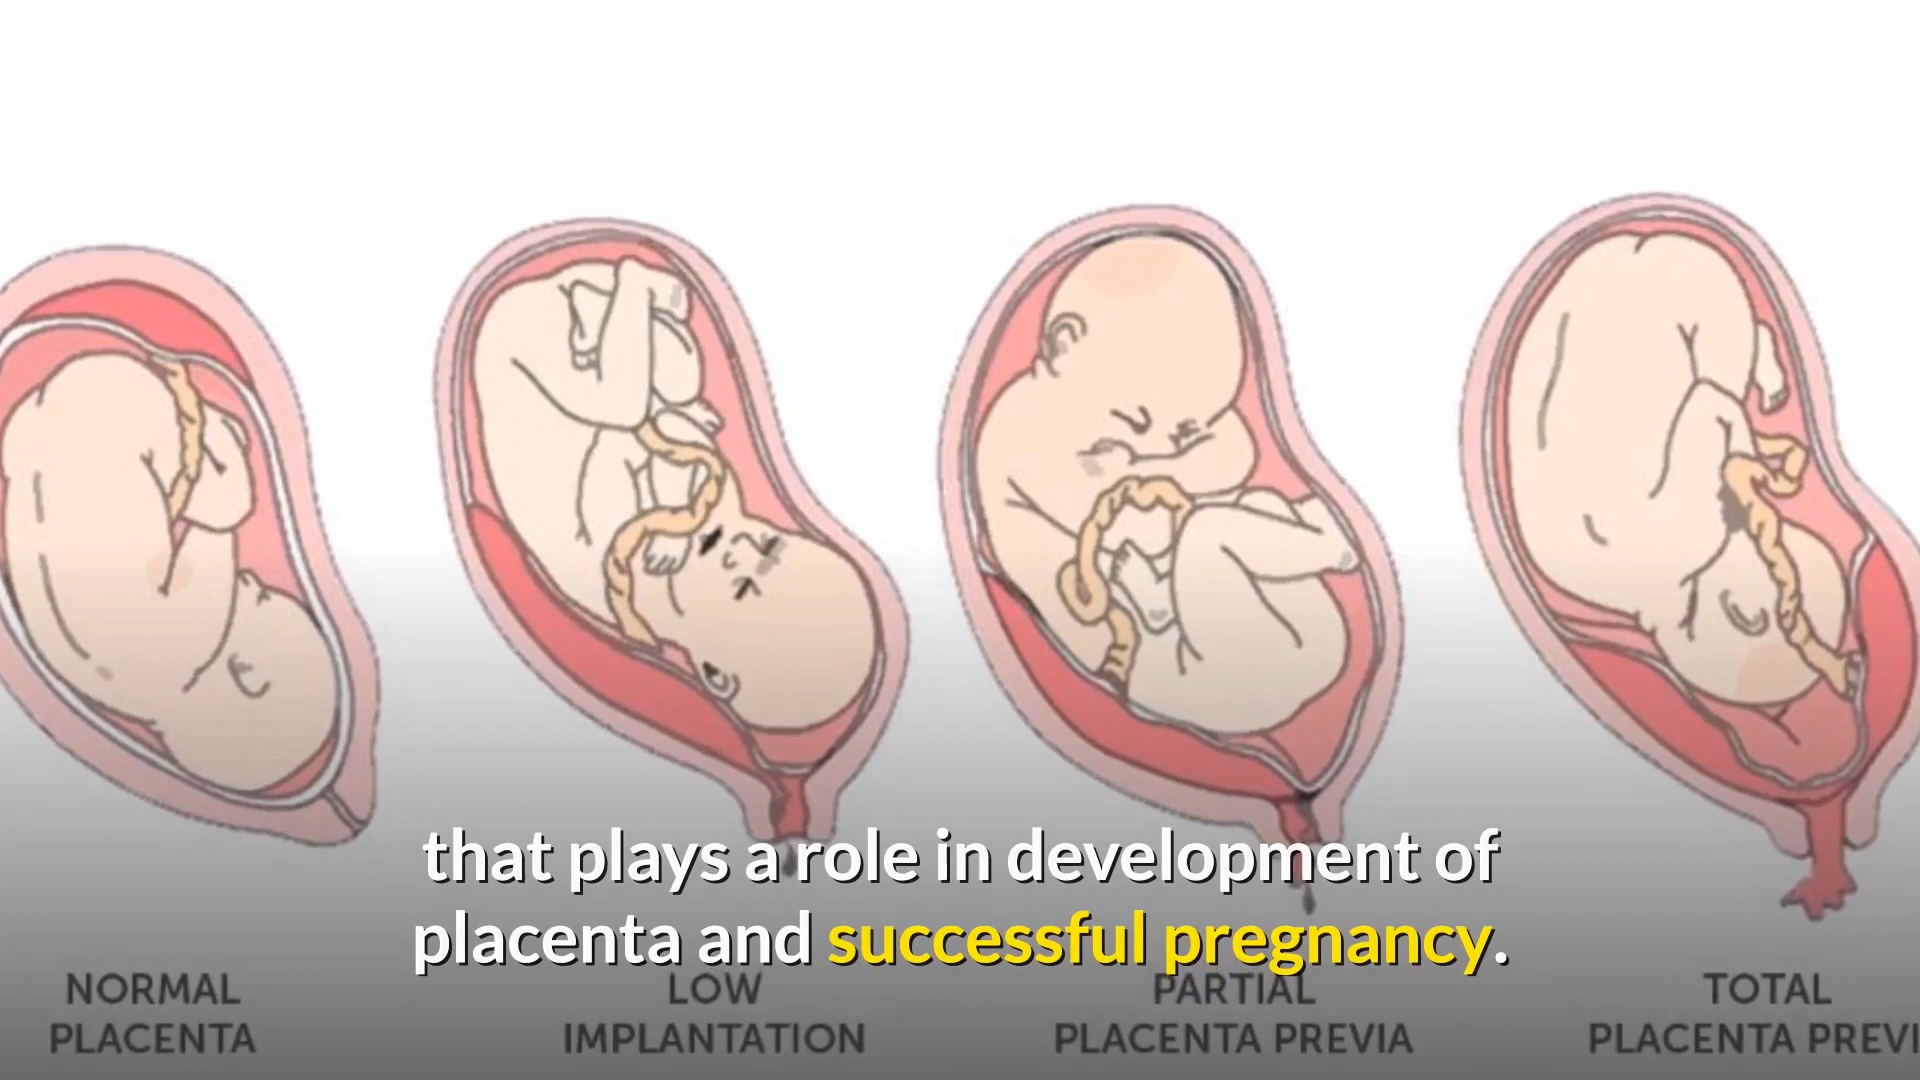 that plays a role in development of
placenta and successful pregnancy.
NORMAL
PLACENTA
LOW
IMPLANTATION
PARTIAL
PLACENTA PREVIA
TOTAL
PLACENTA PREVI